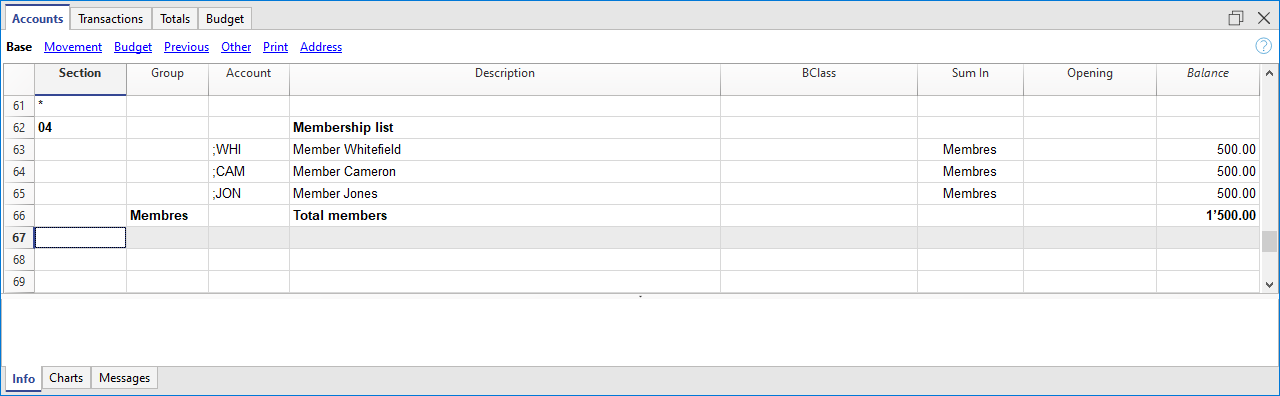 Accounts Transactions Totals Budget
Base Movement Budget Previous Other Print Address ?
Section Group Account Description BClass Sum In Opening Balance
61 *
62 04 Membership list
63 ;WHI Member Whitefield Membres 500.00
64 ;CAM Member Cameron Membres 500.00
65 ;JON Member Jones Membres 500.00
66 Membres Total members 1’500.00
67
68
69
Info Charts Messages